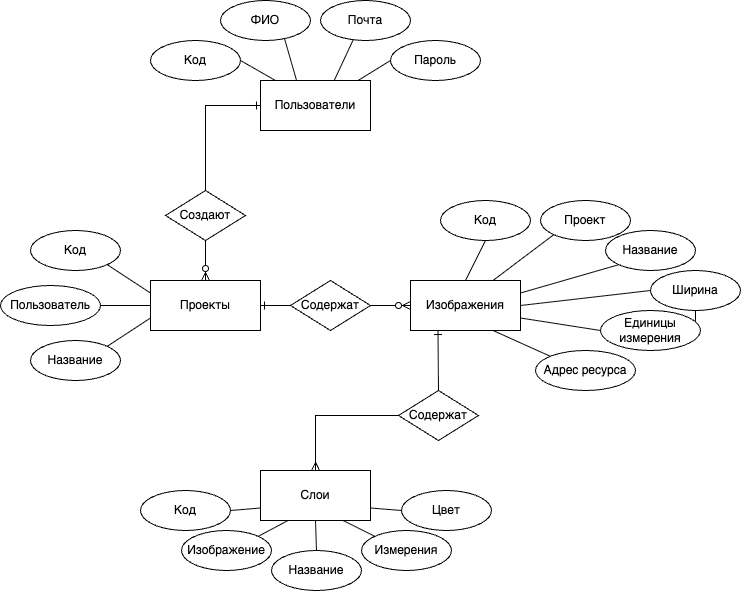 ФИО
Почта
Код
Пароль
Пользователи
Создают
Код
Проект
Код
Название
Ширина
Пользователь
Проекты
Содержат
Изображения
Единицы
измерения
Название
Адрес ресурса
Содержат
Слои
Код
Цвет
Изображение
Измерения
Название